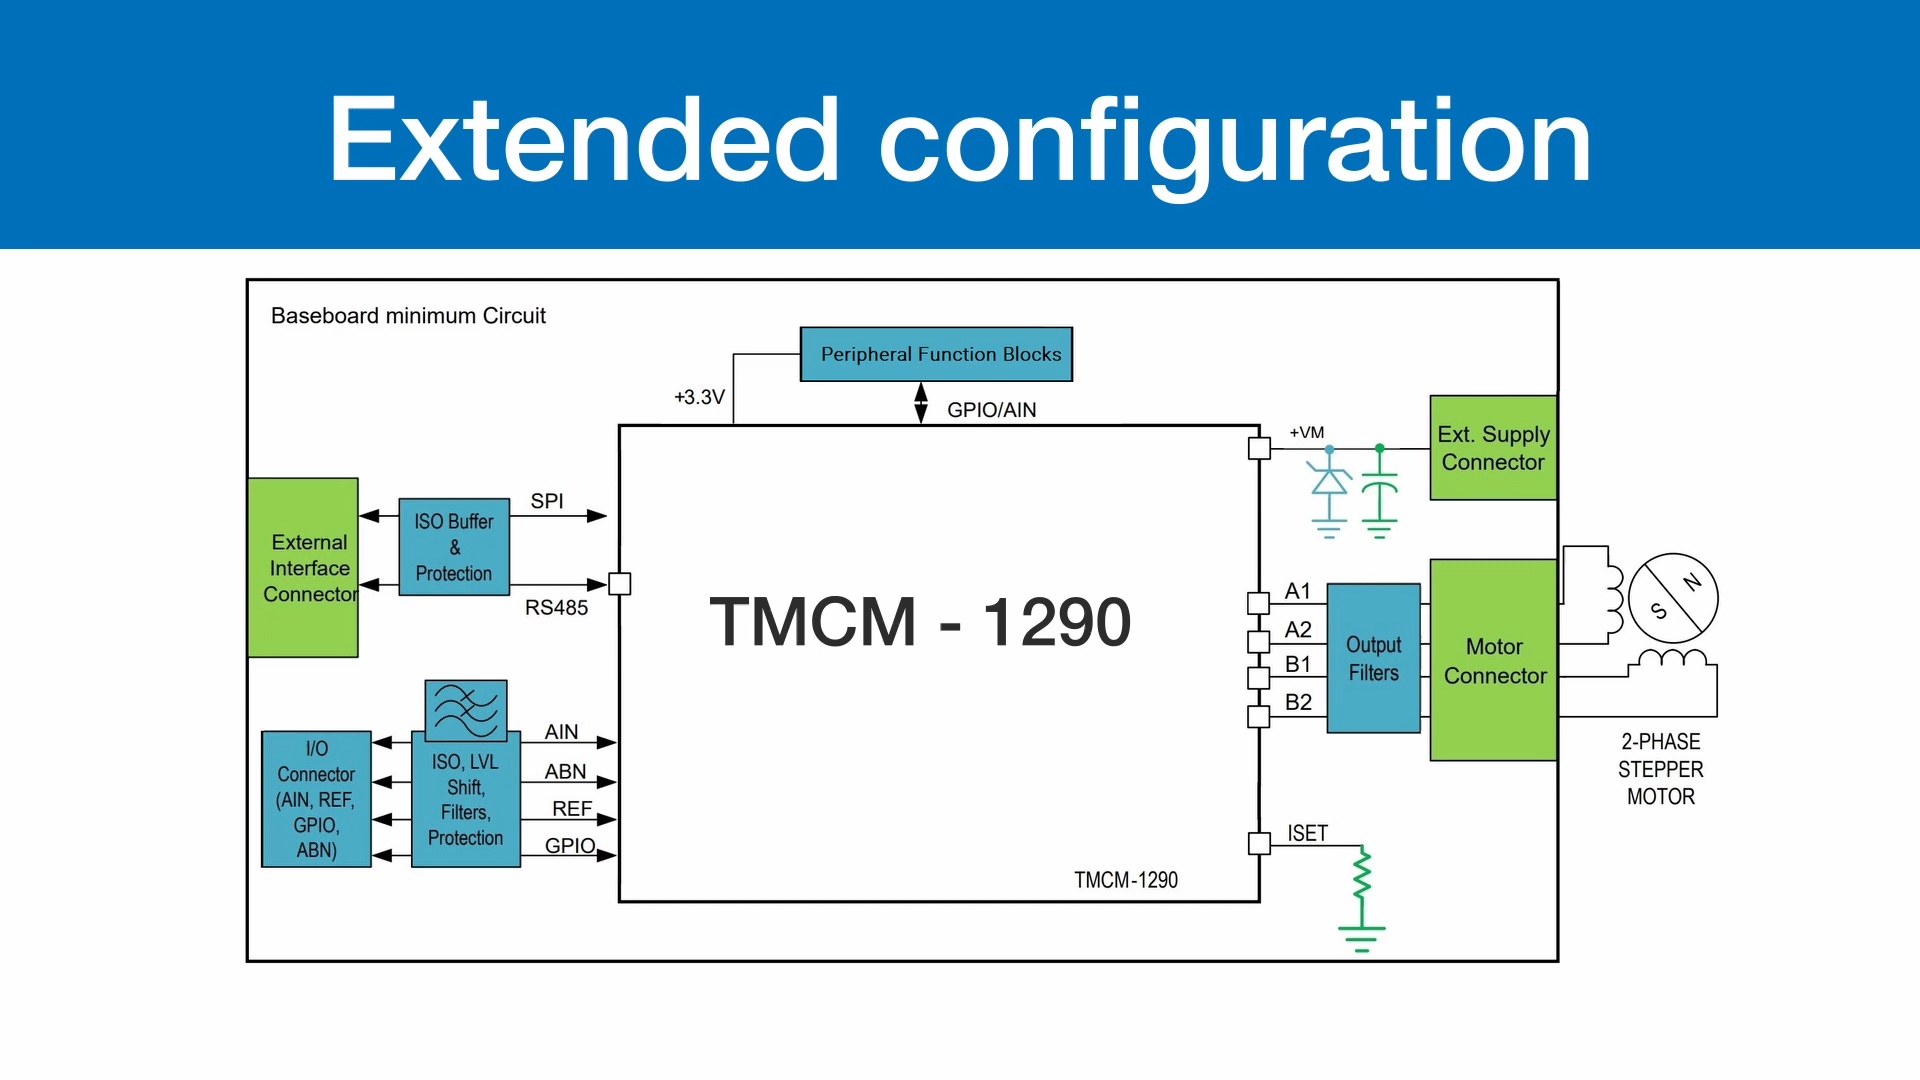 Extended configuration
Baseboard minimum Circuit
Peripheral Function Blocks
+3.3V
GPIO/AIN
+VM
Ext. Supply
Connector
External
Interface
Connector
ISO Buffer
&
Protection
SPI
RS485
TMCM - 1290
A1
A2
B1
B2
Output
Filters
Motor
Connector
S
N
2-PHASE
STEPPER
MOTOR
I/O
Connector
(AIN, REF,
GPIO,
ABN)
ISO, LVL
Shift,
Filters,
Protection
AIN
ABN
REF
GPIO
ISET
TMCM-1290